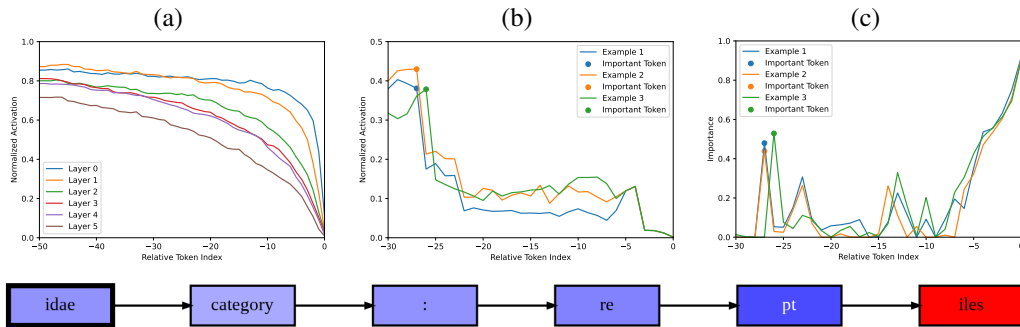 (a)
(b)
(c)
1.0
0.8
0.6
0.4
0.2
0.0
Normalized Activation
Layer 0
Layer 1
Layer 2
Layer 3
Layer 4
Layer 5
−50 −40 −30 −20 −10 0
Relative Token Index
0.5
0.4
0.3
0.2
0.1
0.0
Normalized Activation
Example 1
Important Token
Example 2
Important Token
Example 3
Important Token
−30 −25 −20 −15 −10 −5 0
Relative Token Index
1.0
0.8
0.6
0.4
0.2
0.0
Importance
Example 1
Important Token
Example 2
Important Token
Example 3
Important Token
−30 −25 −20 −15 −10 −5 0
Relative Token Index
idae category : re pt iles